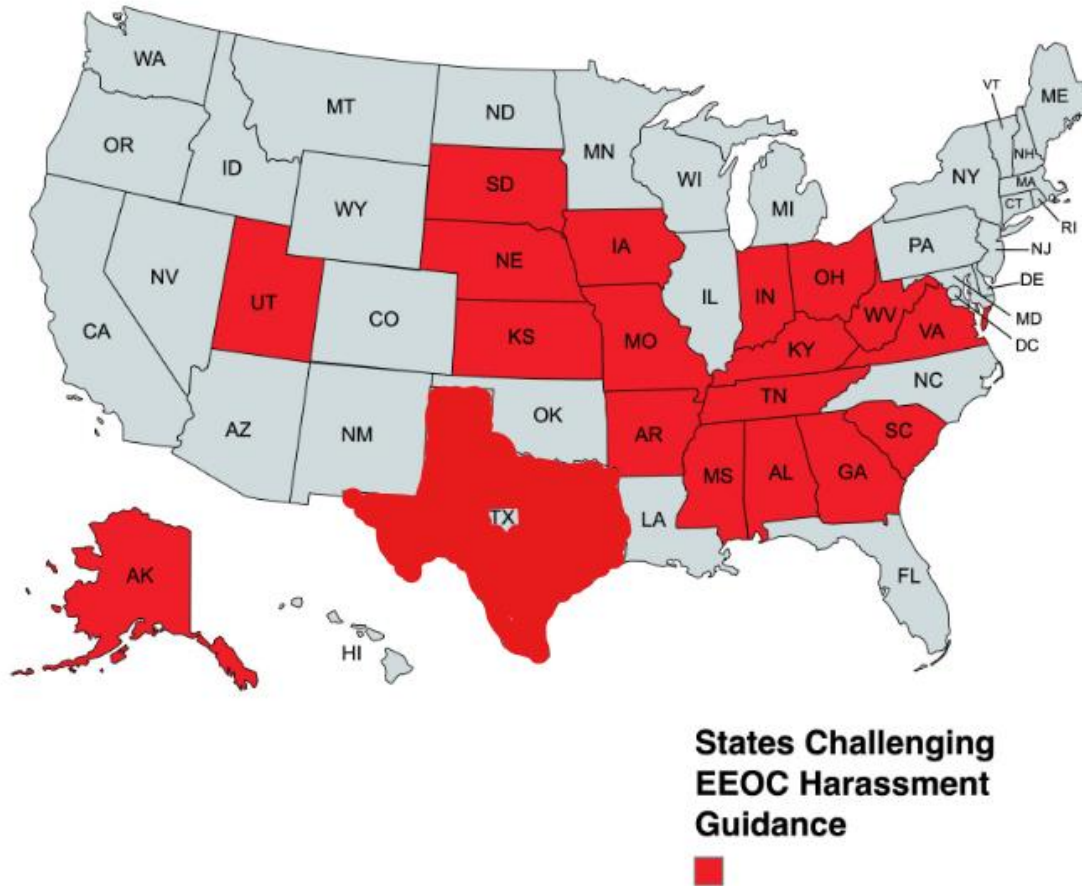 WA
MT
ND
MN
VT
ME
OR
ID
SD
WI
NY
NH
MA
CT
RI
WY
MI
NV
NE
IA
PA
NJ
UT
CO
IL
IN
OH
DE
CA
KS
MO
WV
VA
MD
KY
DC
NC
AZ
NM
OK
AR
TN
SC
MS
AL
GA
TX
LA
FL
AK
HI
States Challenging
EEOC Harassment
Guidance